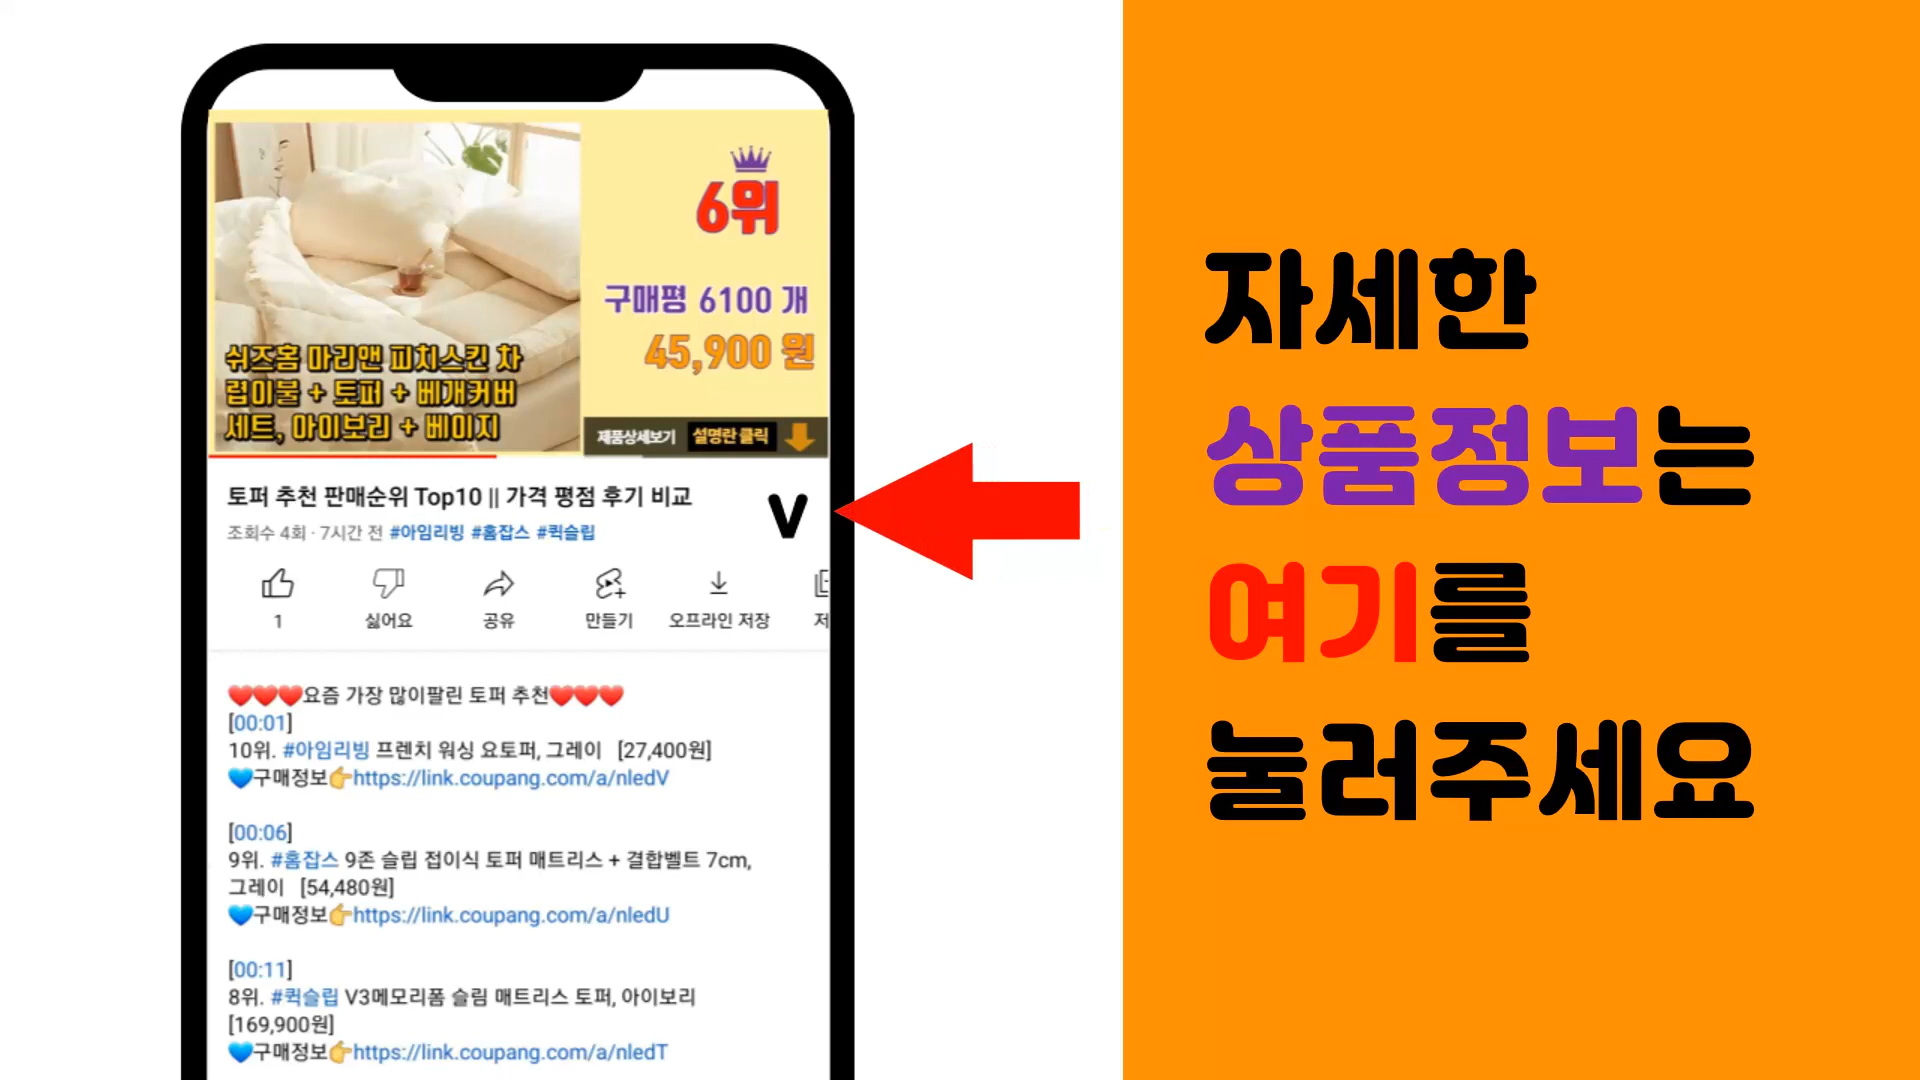 6위
구매평 6100 개
45,900 원
쉬즈홈 마리앤 피치스킨 차
렵이불 + 토퍼 + 베개커버
세트, 아이보리 + 베이지
제품상세보기 설명란 클릭
토퍼 추천 판매순위 Top10 || 가격 평점 후기 비교
V
조회수 4회 · 7시간 전 #아임리빙 #홈잡스 #퀵슬립
1 싫어요 공유 만들기 오프라인 저장 저
❤️❤️❤️요즘 가장 많이팔린 토퍼 추천❤️❤️❤️
[00:01]
10위. #아임리빙 프렌치 워싱 요토퍼, 그레이 [27,400원]
💙구매정보👉https://link.coupang.com/a/nledV
[00:06]
9위. #홈잡스 9존 슬립 접이식 토퍼 매트리스 + 결합벨트 7cm,
그레이 [54,480원]
💙구매정보👉https://link.coupang.com/a/nledU
[00:11]
8위. #퀵슬립 V3메모리폼 슬림 매트리스 토퍼, 아이보리
[169,900원]
💙구매정보👉https://link.coupang.com/a/nledT
자세한
상품정보는
여기를
눌러주세요